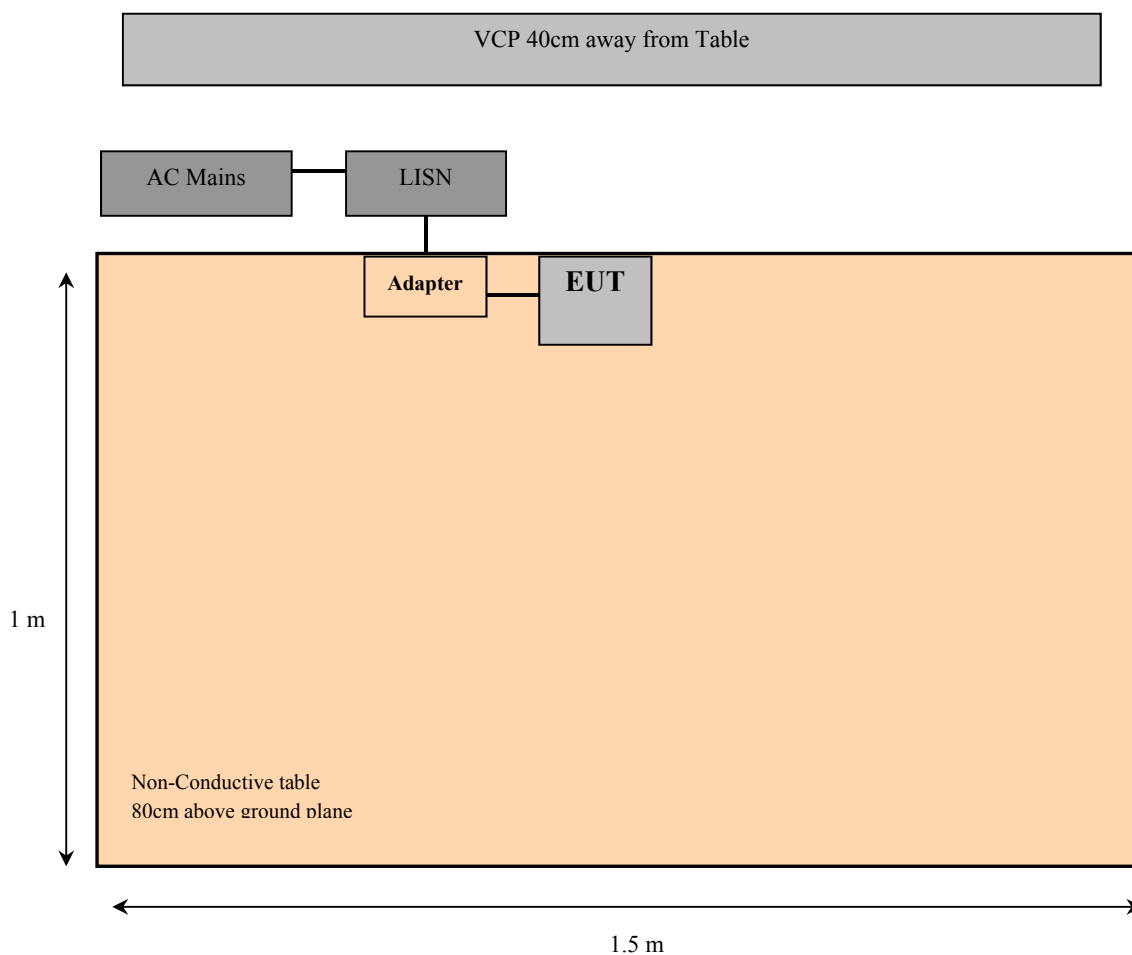 VCP 40cm away from Table
AC Mains
LISN
Adapter
EUT
1 m
Non-Conductive table
80cm above ground plane
1.5 m